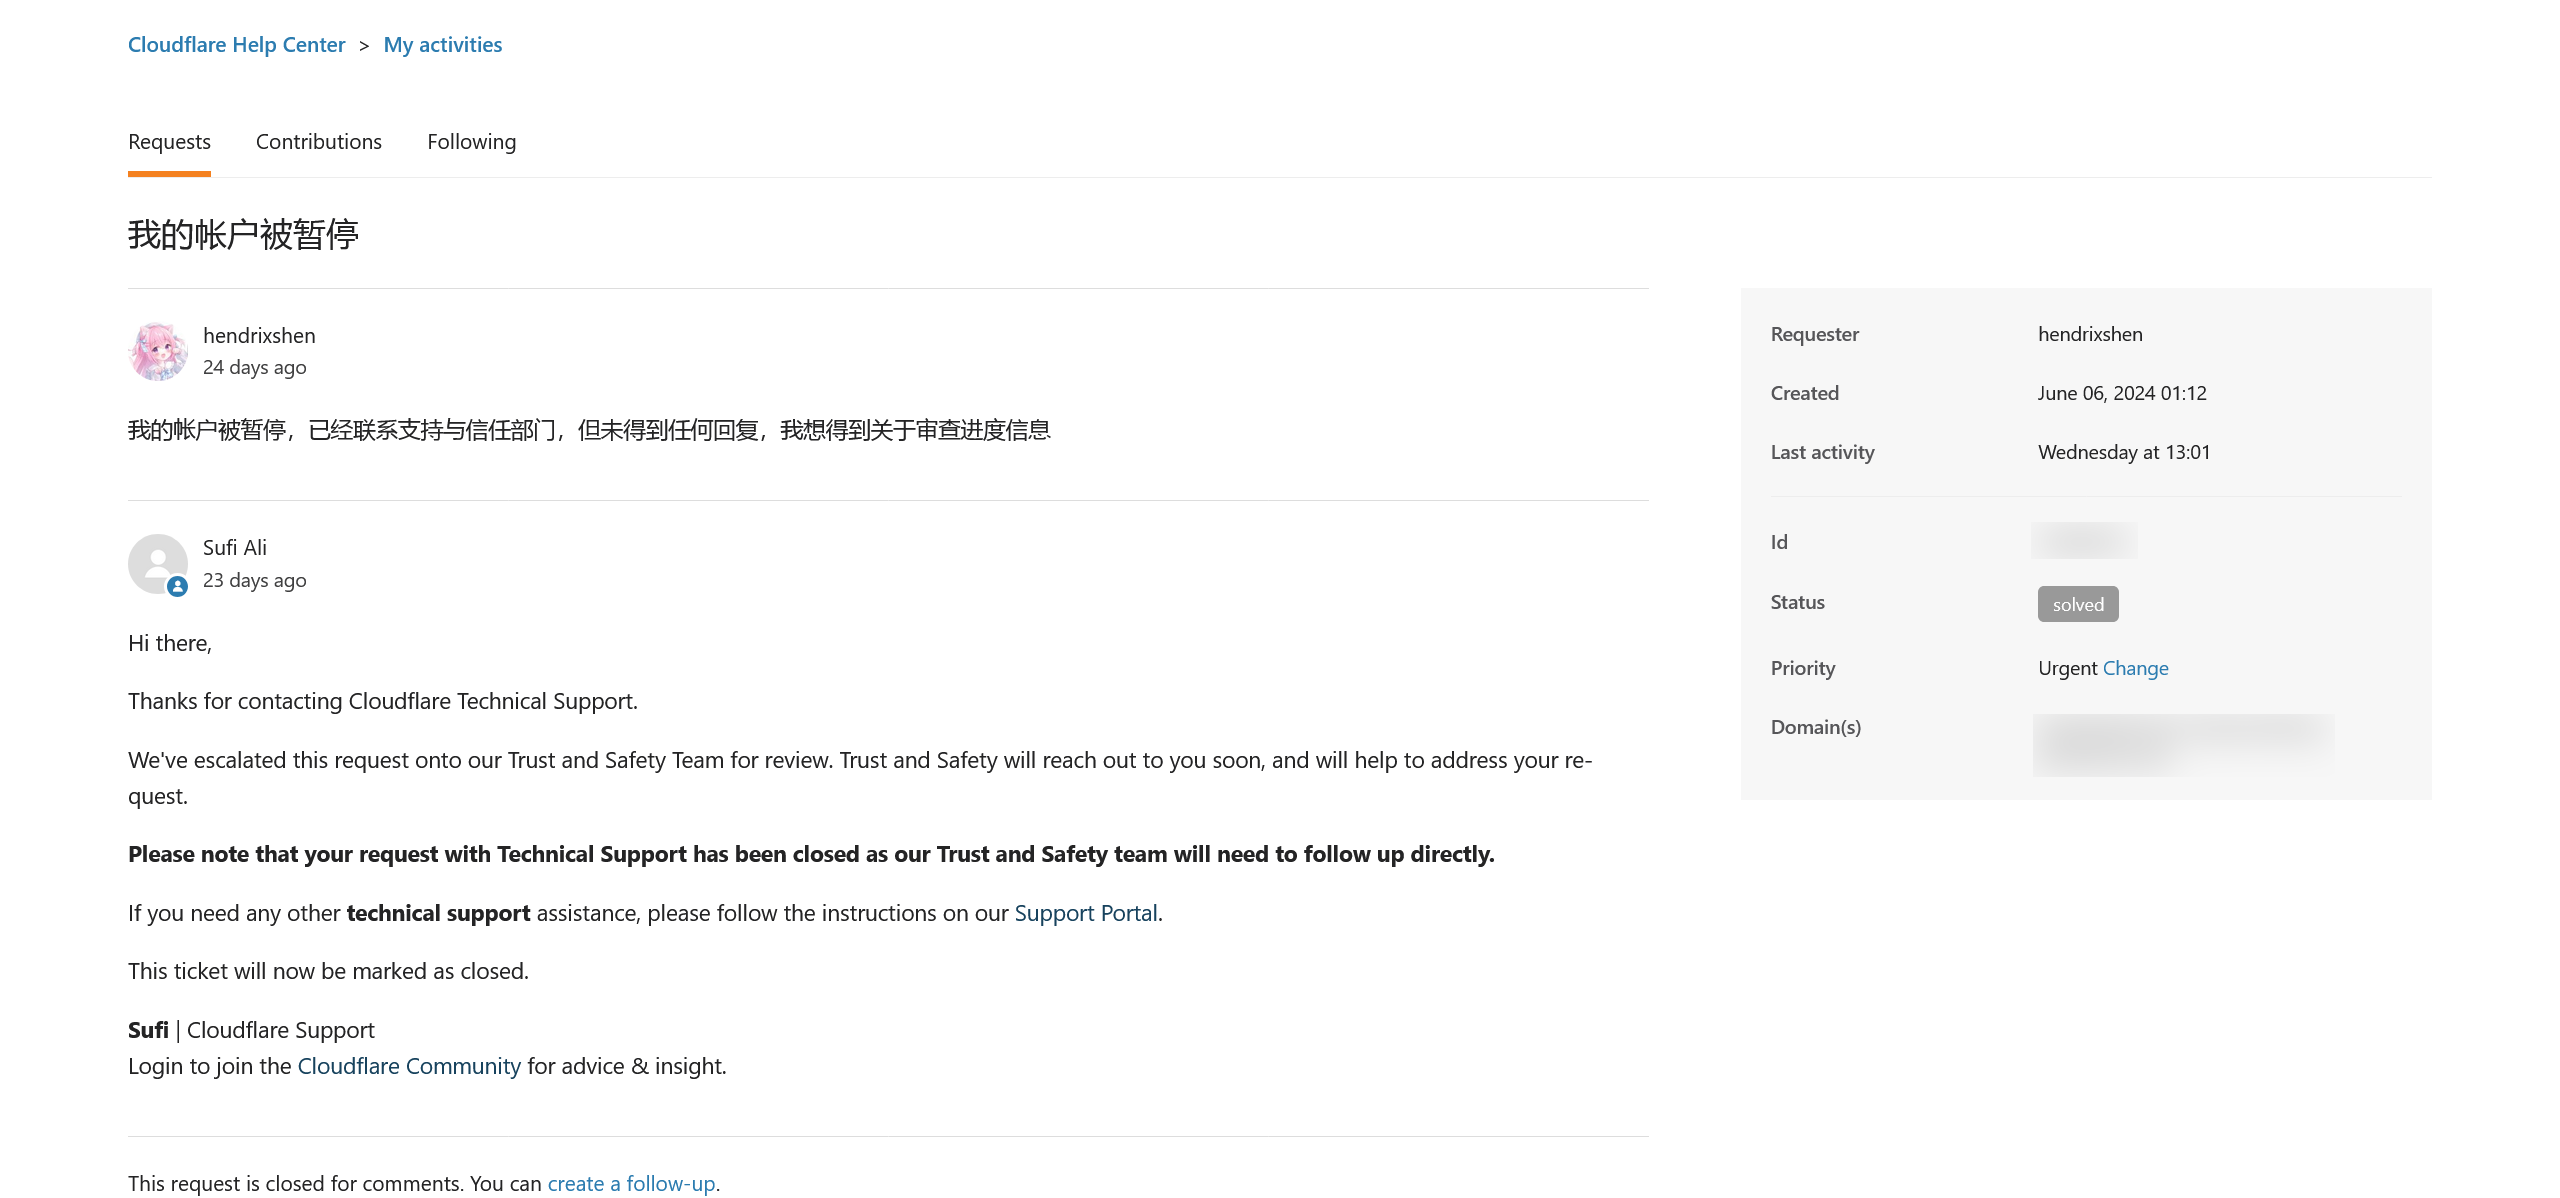 Cloudflare Help Center > My activities
Requests Contributions Following
我的帐户被暂停
hendrixshen
24 days ago
我的帐户被暂停，已经联系支持与信任部门，但未得到任何回复，我想得到关于审查进度信息
Sufi Ali
23 days ago
Hi there,
Thanks for contacting Cloudflare Technical Support.
We've escalated this request onto our Trust and Safety Team for review. Trust and Safety will reach out to you soon, and will help to address your re-
quest.
Please note that your request with Technical Support has been closed as our Trust and Safety team will need to follow up directly.
If you need any other technical support assistance, please follow the instructions on our Support Portal.
This ticket will now be marked as closed.
Sufi | Cloudflare Support
Login to join the Cloudflare Community for advice & insight.
This request is closed for comments. You can create a follow-up.
Requester hendrixshen
Created June 06, 2024 01:12
Last activity Wednesday at 13:01
Id
Status solved
Priority Urgent Change
Domain(s)